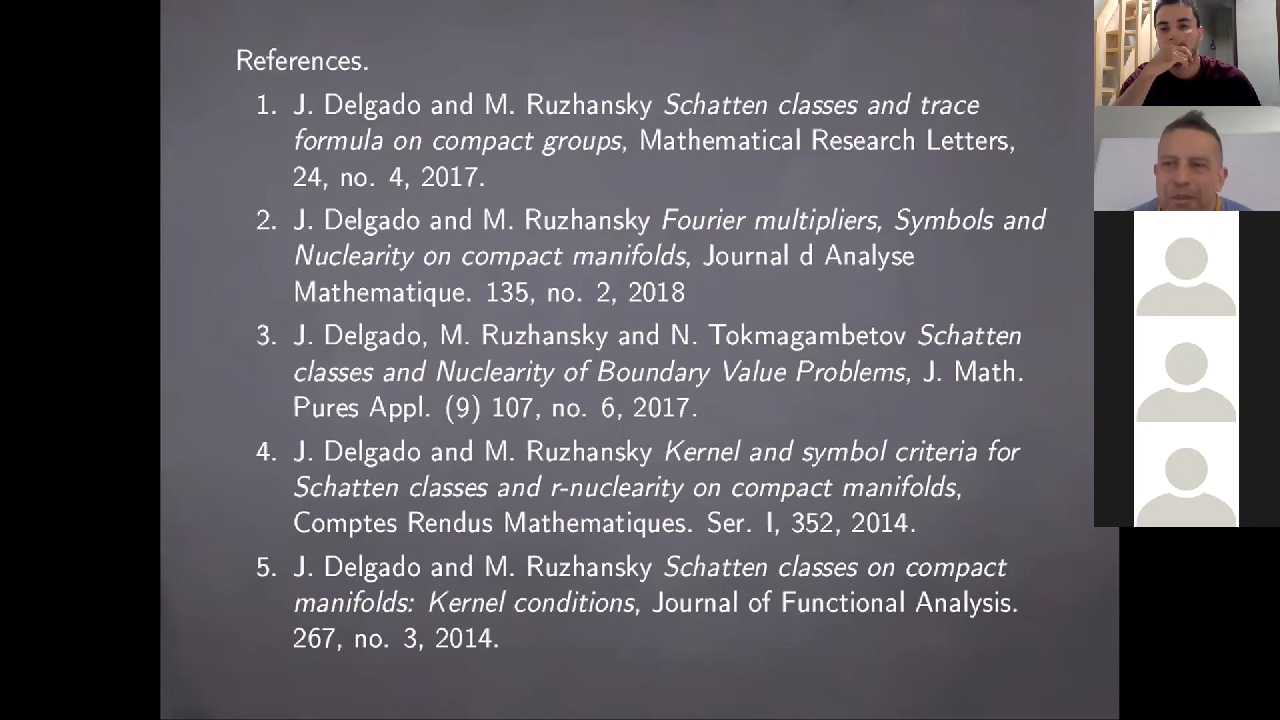 References.
1. J. Delgado and M. Ruzhansky Schatten classes and trace
formula on compact groups, Mathematical Research Letters,
24, no. 4, 2017.
2. J. Delgado and M. Ruzhansky Fourier multipliers, Symbols and
Nuclearity on compact manifolds, Journal d Analyse
Mathematique. 135, no. 2, 2018
3. J. Delgado, M. Ruzhansky and N. Tokmagambetov Schatten
classes and Nuclearity of Boundary Value Problems, J. Math.
Pures Appl. (9) 107, no. 6, 2017.
4. J. Delgado and M. Ruzhansky Kernel and symbol criteria for
Schatten classes and r-nuclearity on compact manifolds,
Comptes Rendus Mathematiques. Ser. I, 352, 2014.
5. J. Delgado and M. Ruzhansky Schatten classes on compact
manifolds: Kernel conditions, Journal of Functional Analysis.
267, no. 3, 2014.